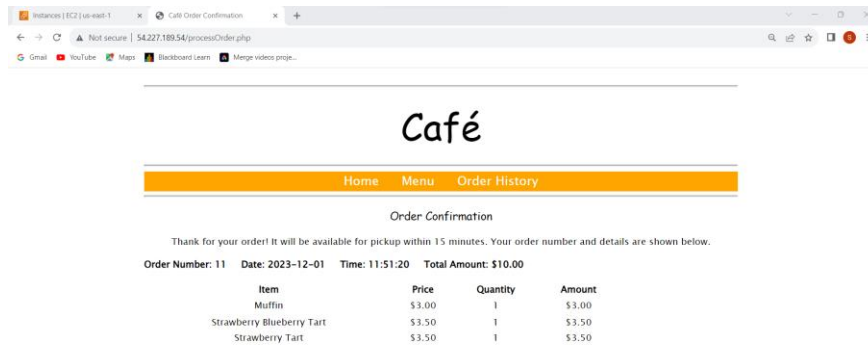 Instances | EC2 | us-east-1
Café Order Confirmation
Not secure | 54.227.189.54/processOrder.php
Gmail YouTube Maps Blackboard Learn Merge videos proje...
Café
Home Menu Order History
Order Confirmation
Thank for your order! It will be available for pickup within 15 minutes. Your order number and details are shown below.
Order Number: 11 Date: 2023-12-01 Time: 11:51:20 Total Amount: $10.00
Item Price Quantity Amount
Muffin $3.00 1 $3.00
Strawberry Blueberry Tart $3.50 1 $3.50
Strawberry Tart $3.50 1 $3.50